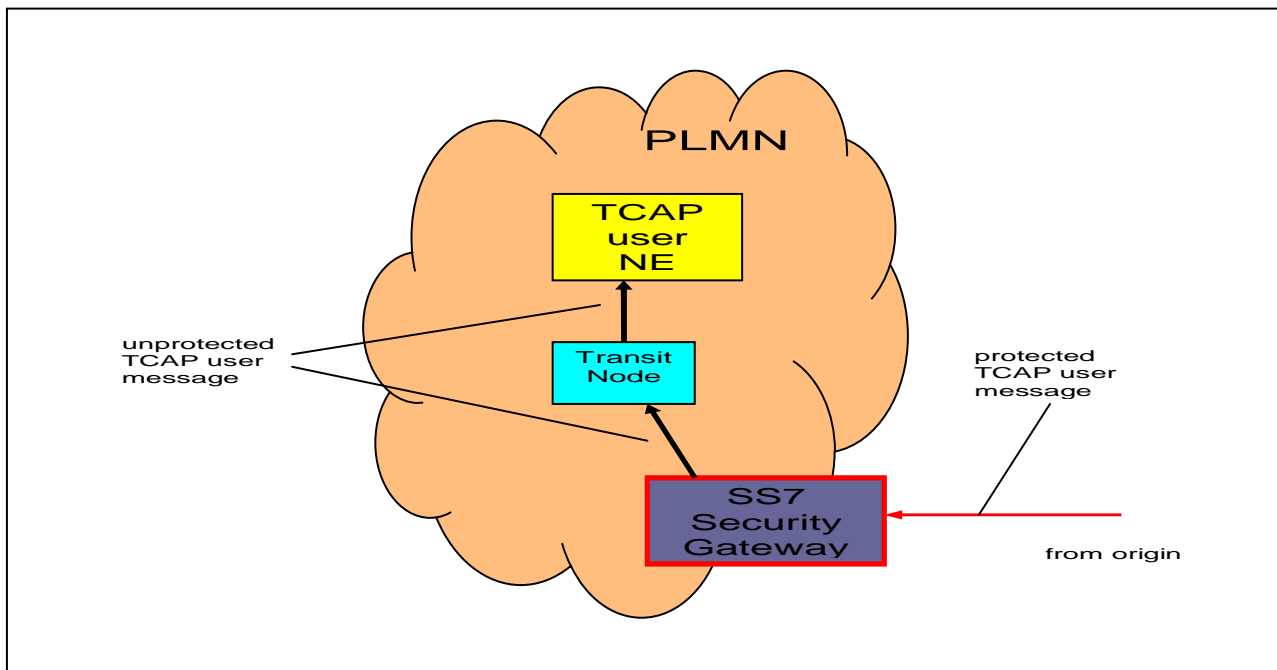 PLMN
TCAP
user
NE
unprotected
TCAP user
message
Transit
Node
protected
TCAP user
message
SS7
Security
Gateway
from origin